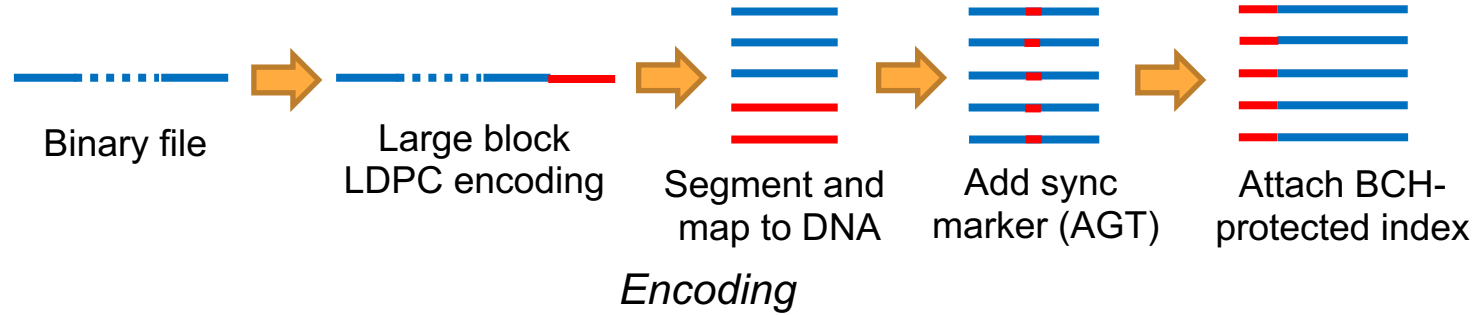 Binary file
Large block
LDPC encoding
Segment and
map to DNA
Add sync
marker (AGT)
Attach BCH-
protected index
Encoding